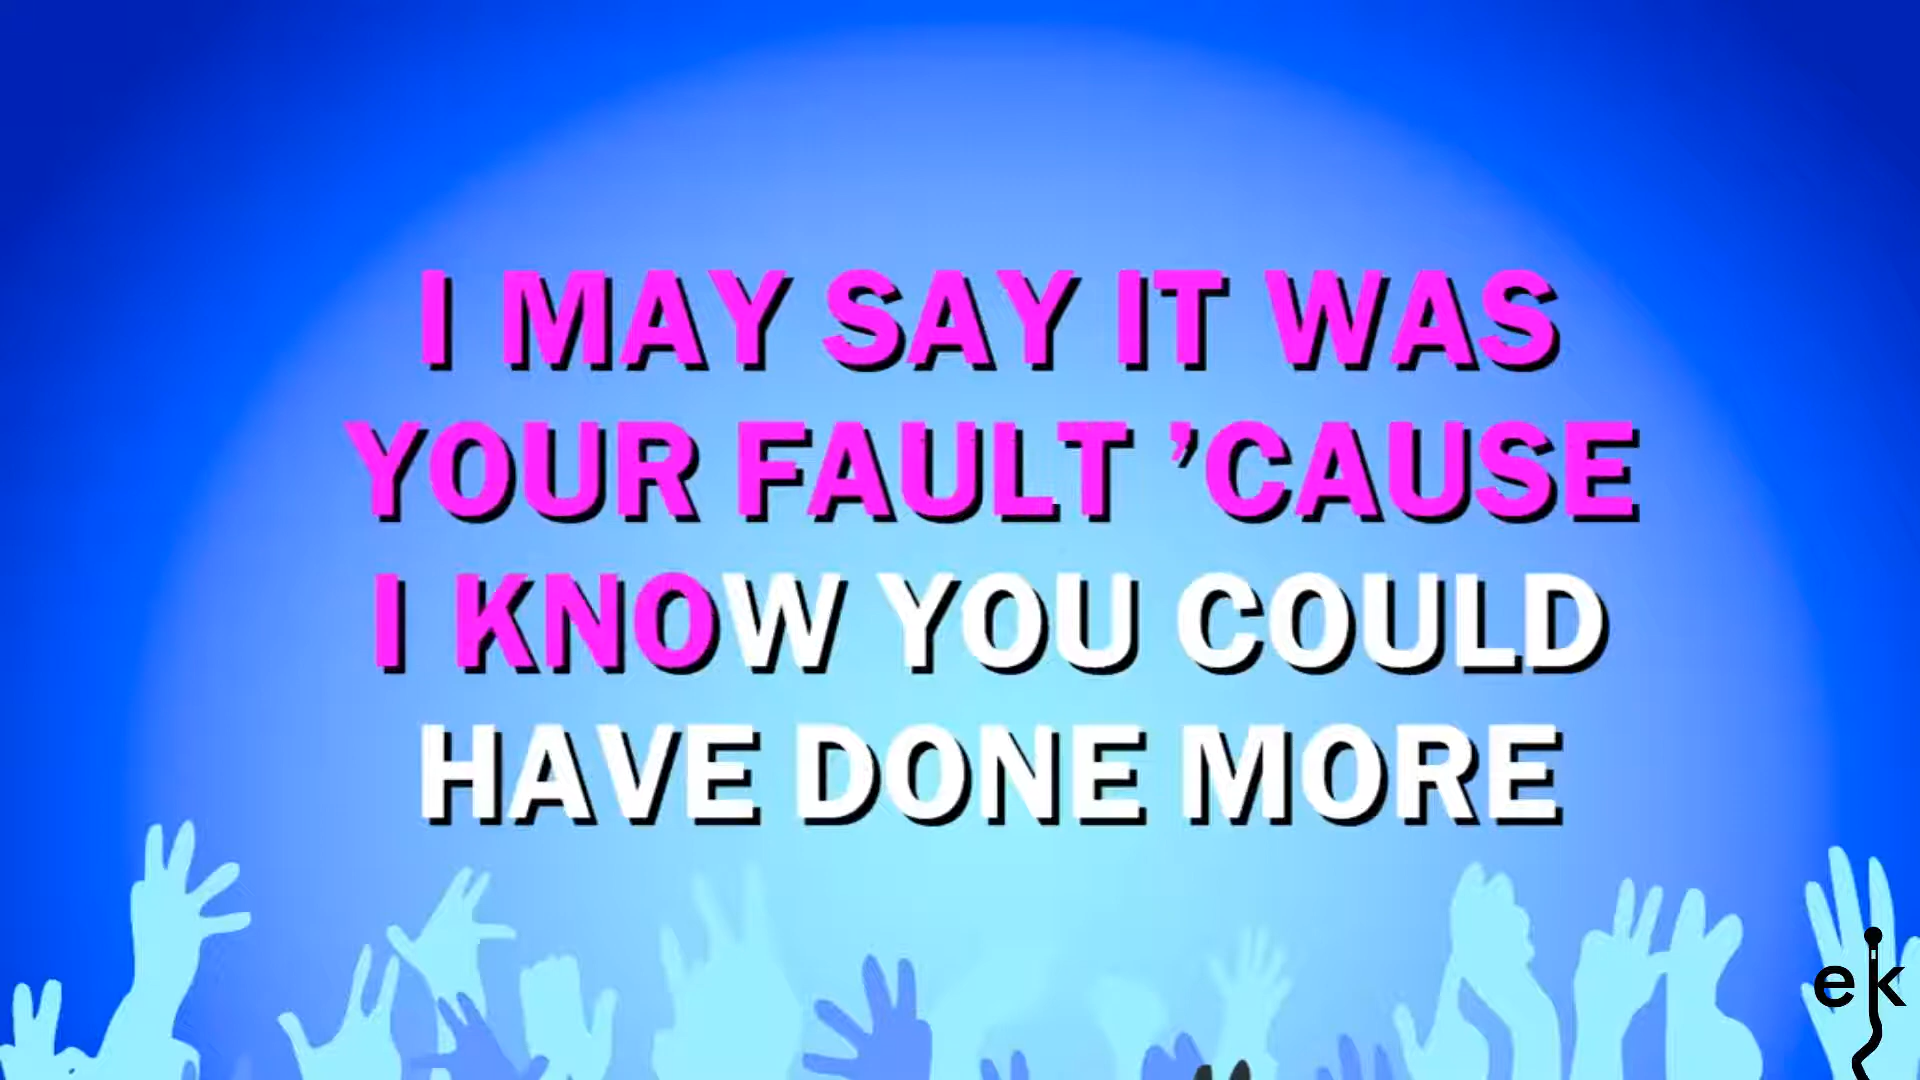 I MAY SAY IT WAS
YOUR FAULT ’CAUSE
I KNOW YOU COULD
HAVE DONE MORE
ek